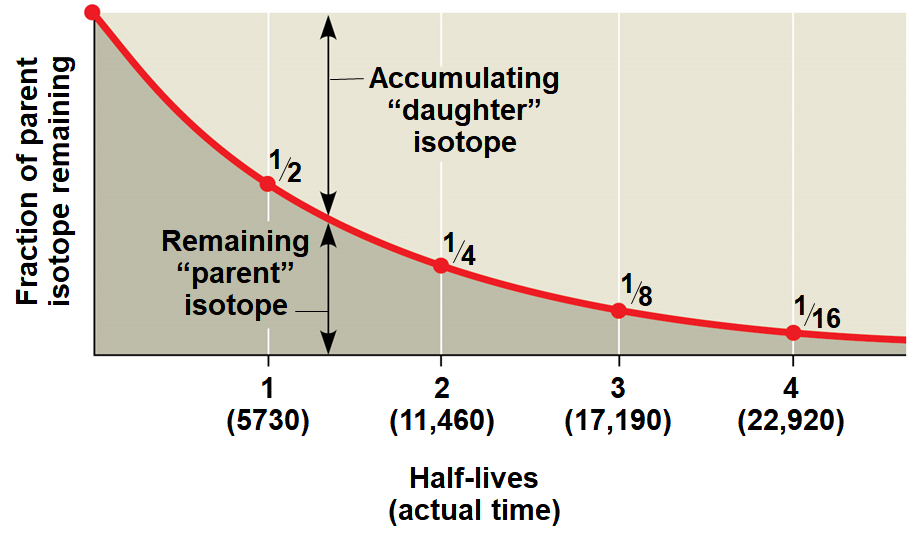 Fraction of parent
isotope remaining
Accumulating
“daughter”
isotope
1/2
Remaining
“parent”
isotope
1/4
1/8
1/16
1
(5730)
2
(11,460)
3
(17,190)
4
(22,920)
Half-lives
(actual time)